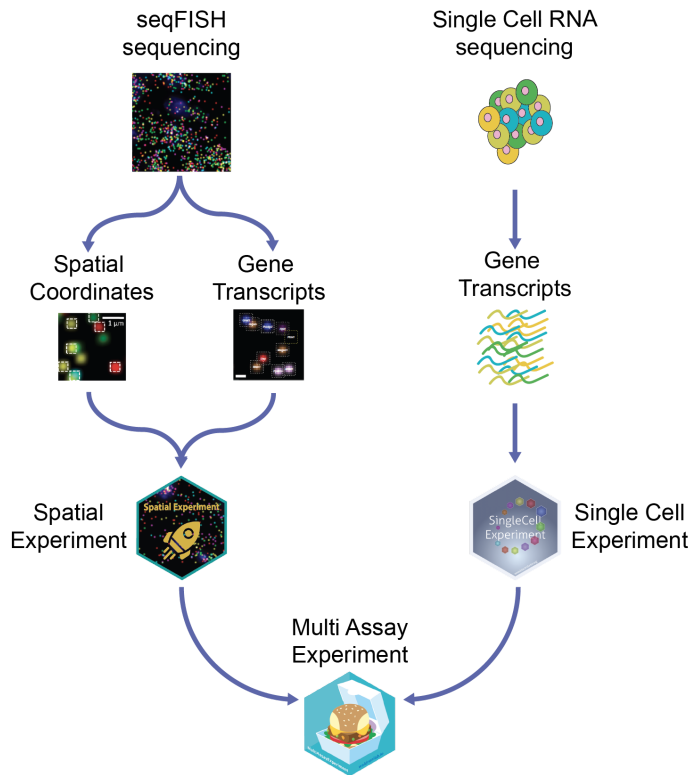 seqFISH
sequencing
Single Cell RNA
sequencing
Spatial
Coordinates
Gene
Transcripts
Gene
Transcripts
1 μm
Spatial
Experiment
Spatial Experiment
SingleCell
Experiment
Single Cell
Experiment
Multi Assay
Experiment